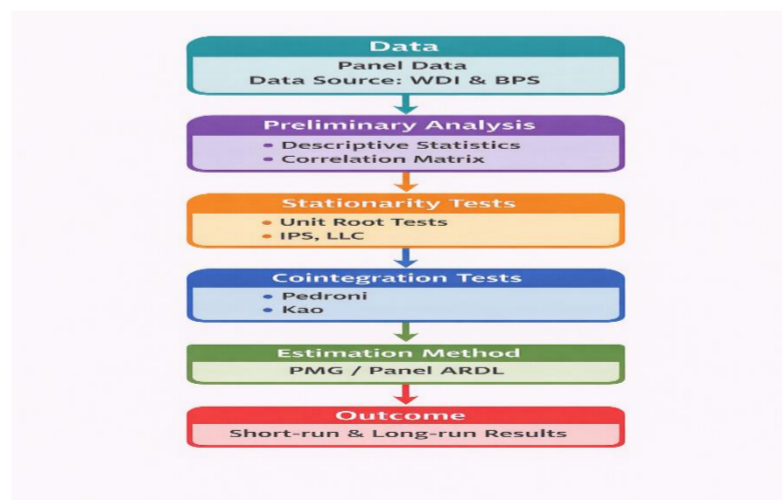 Data
Panel Data
Data Source: WDI & BPS
Preliminary Analysis
• Descriptive Statistics
• Correlation Matrix
Stationarity Tests
• Unit Root Tests
• IPS, LLC
Cointegration Tests
• Pedroni
• Kao
Estimation Method
PMG / Panel ARDL
Outcome
Short-run & Long-run Results